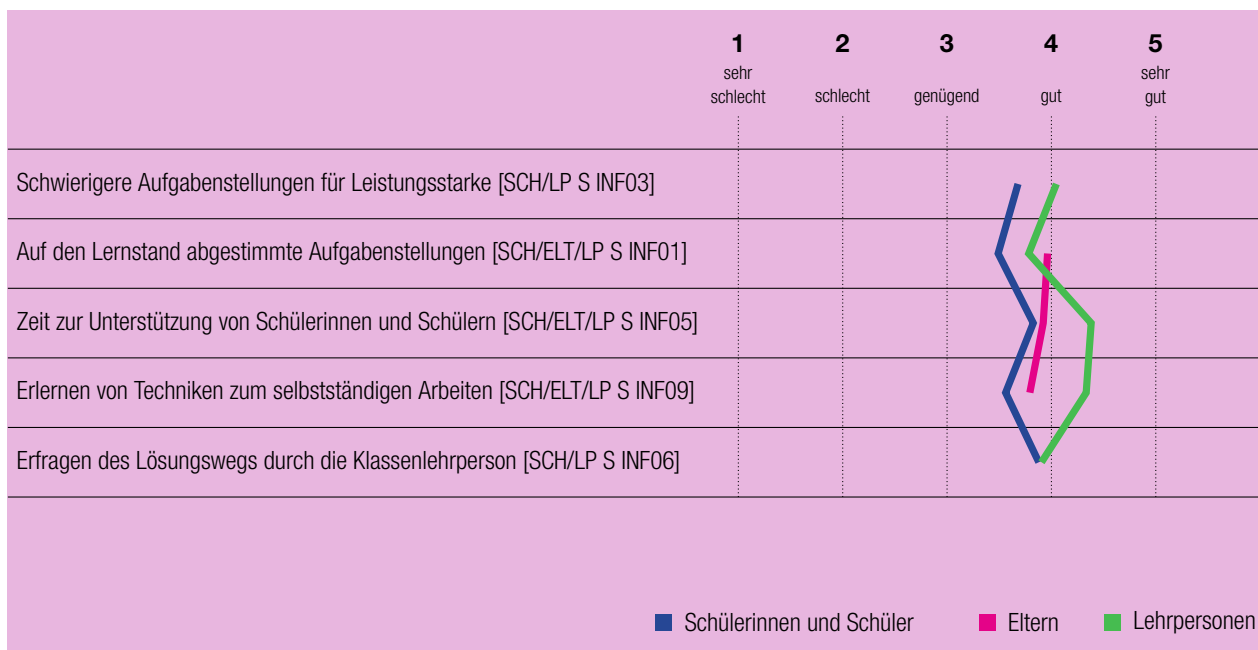 1 2 3 4 5
sehr schlecht schlecht genügend gut sehr gut
Schwierigere Aufgabenstellungen für Leistungsstarke [SCH/LP S INF03]
Auf den Lernstand abgestimmte Aufgabenstellungen [SCH/ELT/LP S INF01]
Zeit zur Unterstützung von Schülerinnen und Schülern [SCH/ELT/LP S INF05]
Erlernen von Techniken zum selbstständigen Arbeiten [SCH/ELT/LP S INF09]
Erfragen des Lösungswegs durch die Klassenlehrperson [SCH/LP S INF06]
Schülerinnen und Schüler Eltern Lehrpersonen